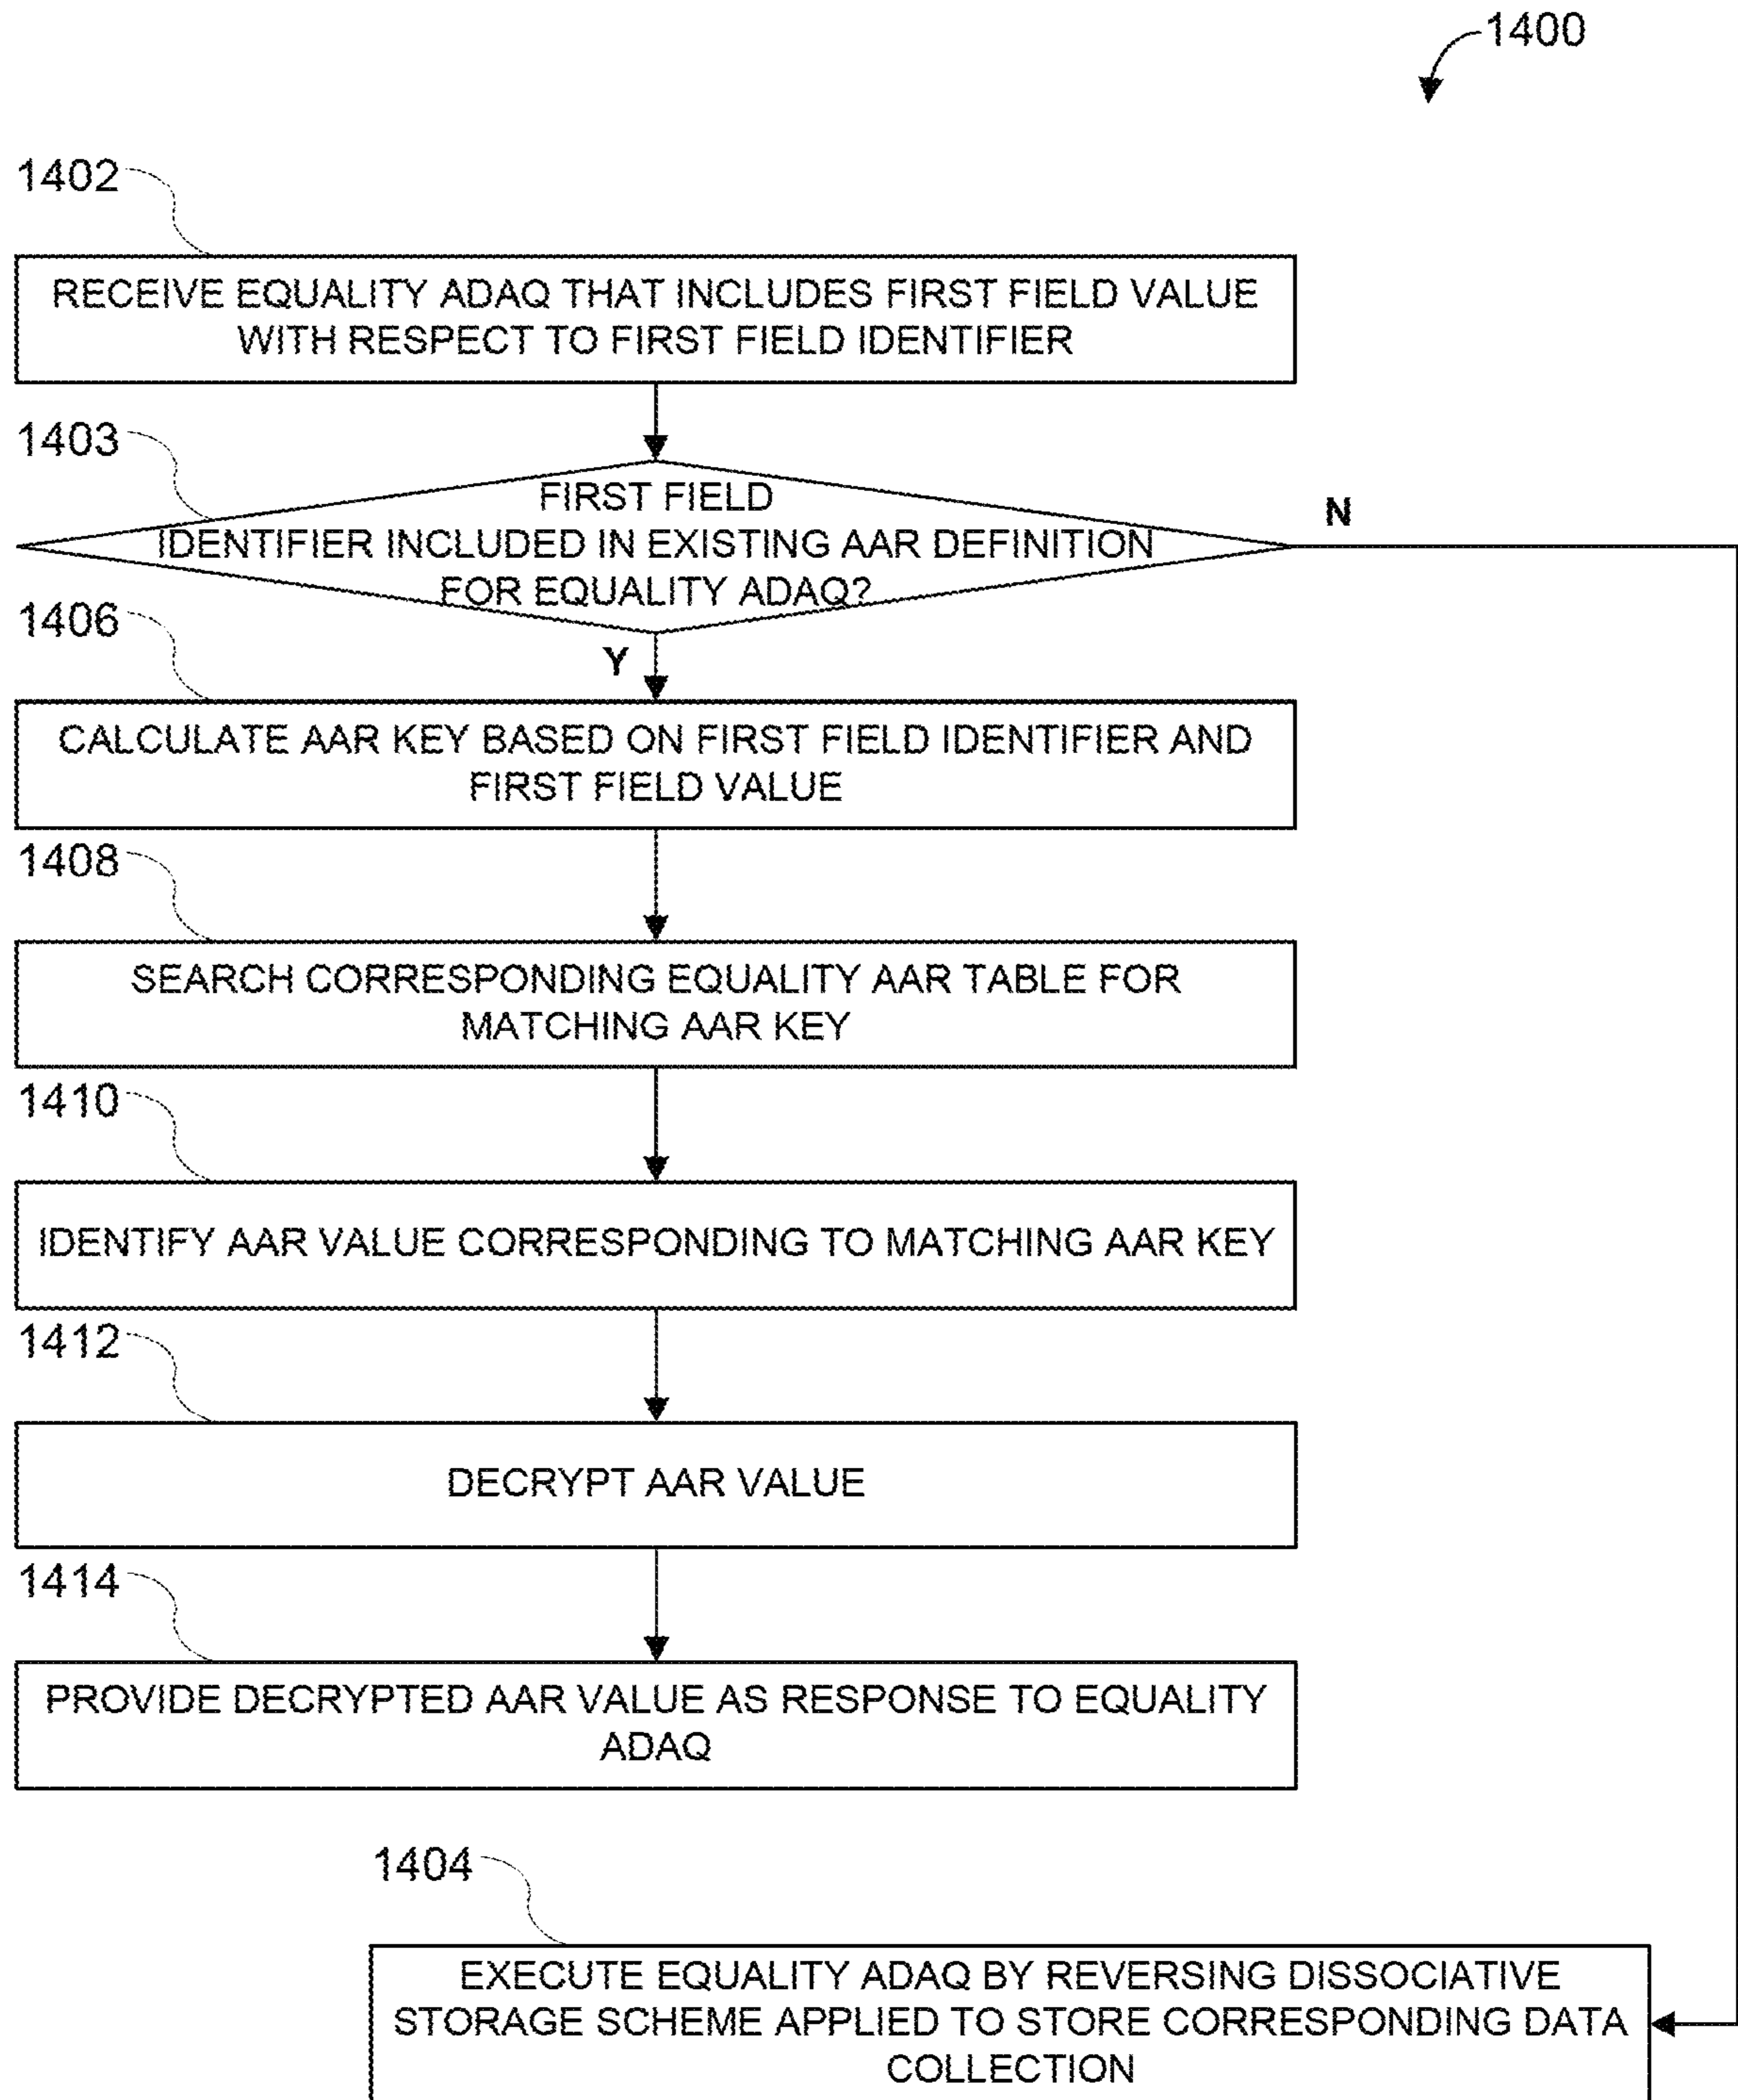 1400
1402
RECEIVE EQUALITY ADAQ THAT INCLUDES FIRST FIELD VALUE
WITH RESPECT TO FIRST FIELD IDENTIFIER
1403
FIRST FIELD
IDENTIFIER INCLUDED IN EXISTING AAR DEFINITION
FOR EQUALITY ADAQ?
N
Y
1406
CALCULATE AAR KEY BASED ON FIRST FIELD IDENTIFIER AND
FIRST FIELD VALUE
1408
SEARCH CORRESPONDING EQUALITY AAR TABLE FOR
MATCHING AAR KEY
1410
IDENTIFY AAR VALUE CORRESPONDING TO MATCHING AAR KEY
1412
DECRYPT AAR VALUE
1414
PROVIDE DECRYPTED AAR VALUE AS RESPONSE TO EQUALITY
ADAQ
1404
EXECUTE EQUALITY ADAQ BY REVERSING DISSOCIATIVE
STORAGE SCHEME APPLIED TO STORE CORRESPONDING DATA
COLLECTION